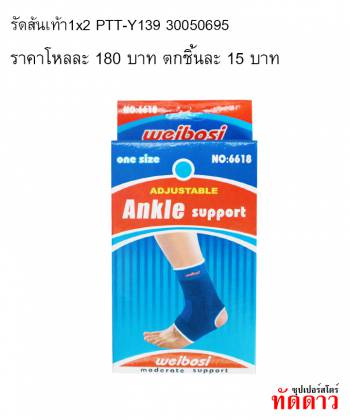 รัดส้นเท้า1x2 PTT-Y139 30050695
ราคาโหลละ 180 บาท ตกชิ้นละ 15 บาท
NO:6618
weibosi
one size NO:6618
ADJUSTABLE
Ankle support
weibosi
moderate support
ซุปเปอร์สโตร์
ทัดดาว